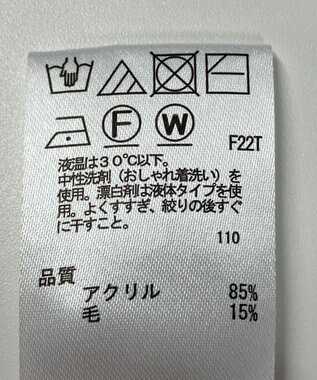 F W F22T
液温は30℃以下。
中性洗剤(おしゃれ着洗い)を
使用。漂白剤は液体タイプを使
用。よくすすぎ、絞りの後すぐ
に干すこと。
110
品質
アクリル 85%
毛 15%